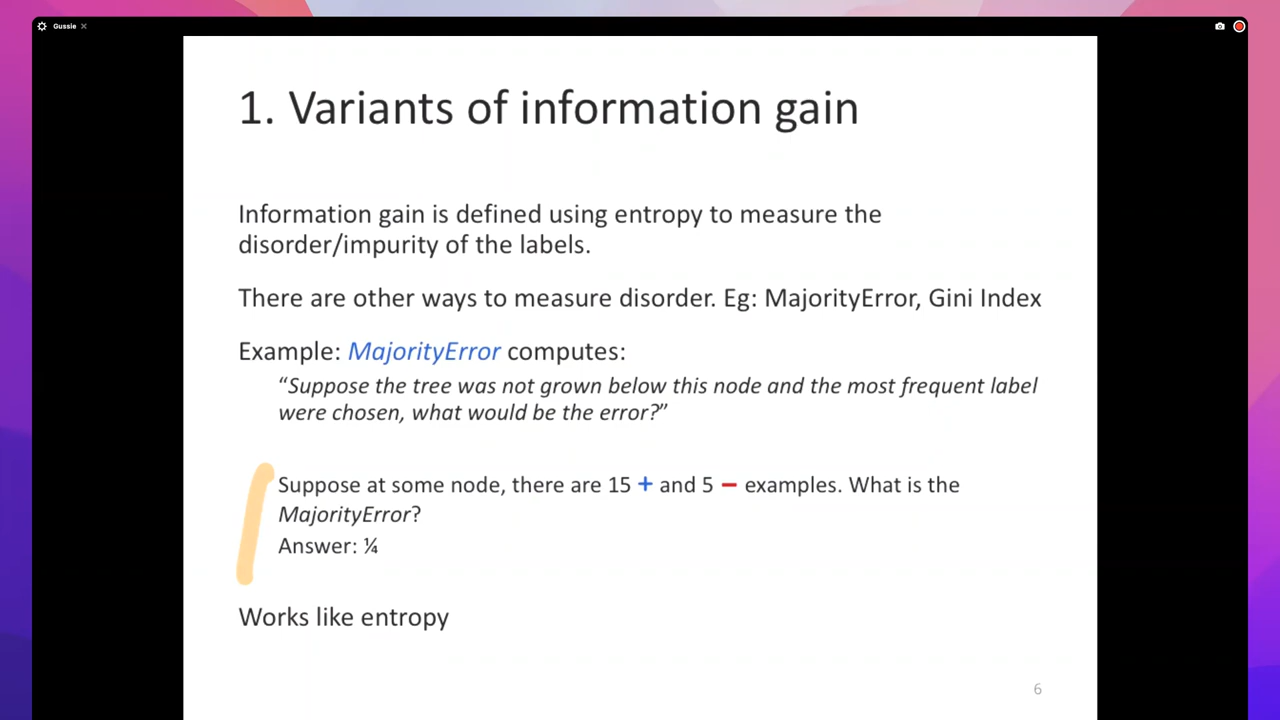 Gussie
1. Variants of information gain
Information gain is defined using entropy to measure the
disorder/impurity of the labels.
There are other ways to measure disorder. Eg: MajorityError, Gini Index
Example: MajorityError computes:
“Suppose the tree was not grown below this node and the most frequent label
were chosen, what would be the error?”
Suppose at some node, there are 15 + and 5 − examples. What is the
MajorityError?
Answer: ¼
Works like entropy
6